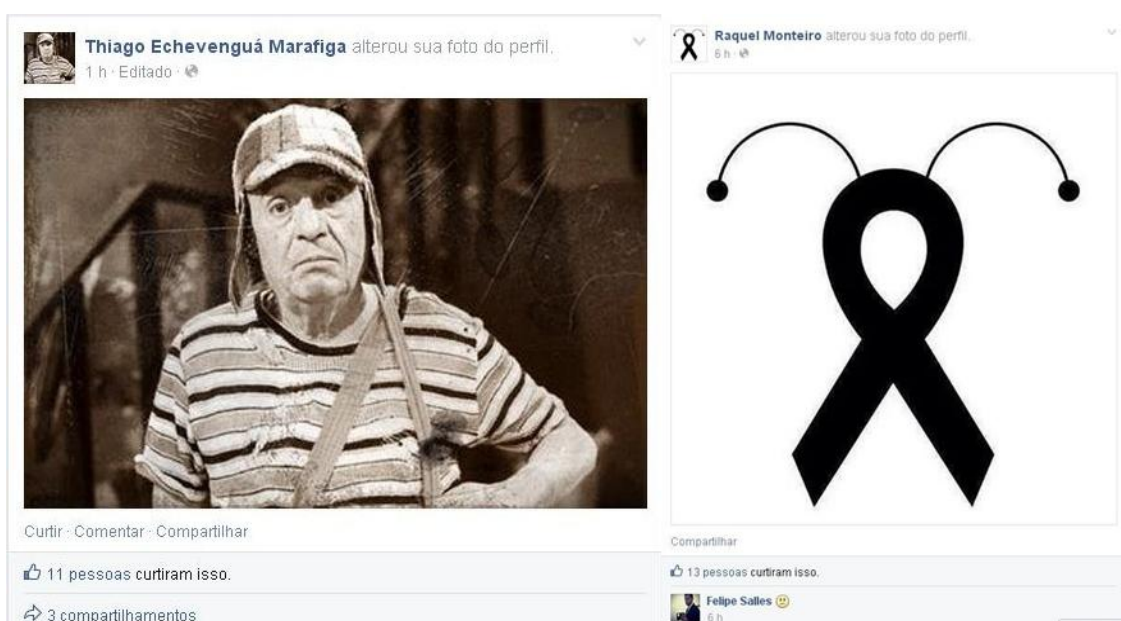 Thiago Echevenguá Marafiga alterou sua foto do perfil.
1 h · Editado ·
Curtir · Comentar · Compartilhar
11 pessoas curtiram isso.
3 compartilhamentos
Raquel Monteiro alterou sua foto do perfil.
6 h ·
Compartilhar
13 pessoas curtiram isso.
Felipe Salles
6 h